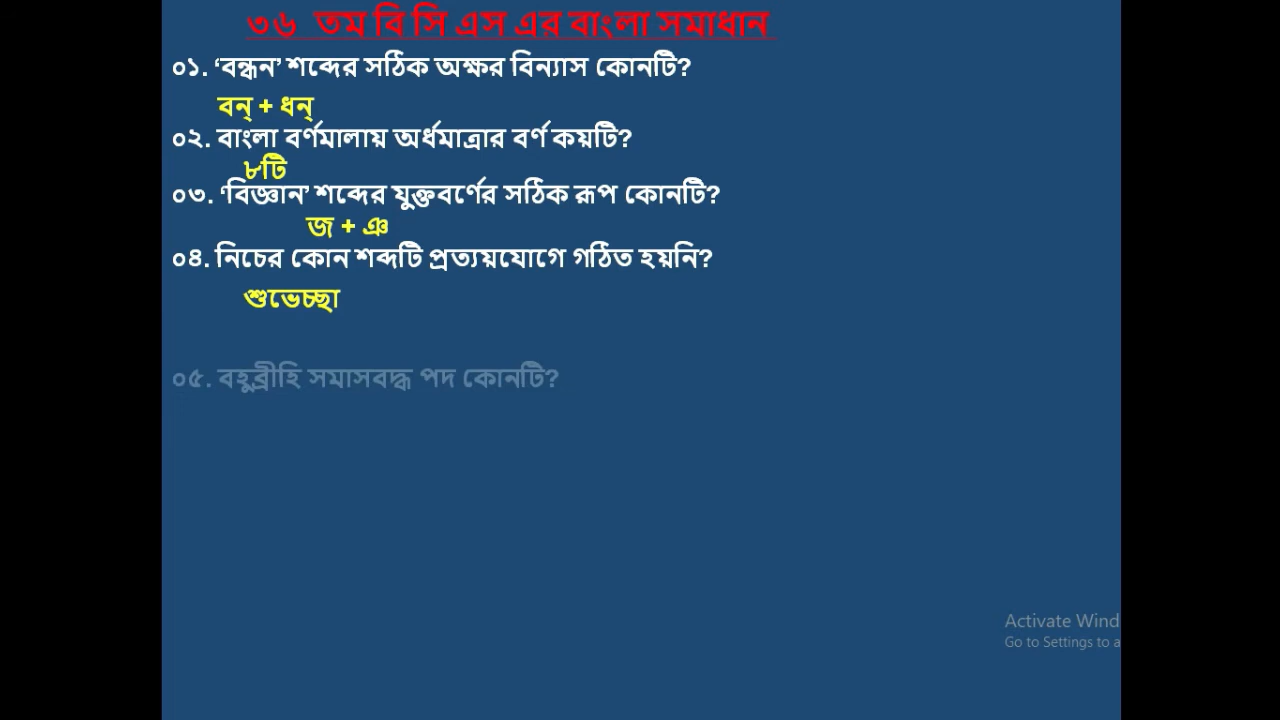 ৩৬ তম বি সি এস এর বাংলা সমাধান
০১. ‘বন্ধন’ শব্দের সঠিক অক্ষর বিন্যাস কোনটি?
বন্ + ধন্
০২. বাংলা বর্ণমালায় অর্ধমাত্রার বর্ণ কয়টি?
৮টি
০৩. ‘বিজ্ঞান’ শব্দের যুক্তবর্ণের সঠিক রূপ কোনটি?
জ + ঞ
০৪. নিচের কোন শব্দটি প্রত্যয়যোগে গঠিত হয়নি?
শুভেচ্ছা
০৫. বহুব্রীহি সমাসবদ্ধ পদ কোনটি?
Activate Wind
Go to Settings to a